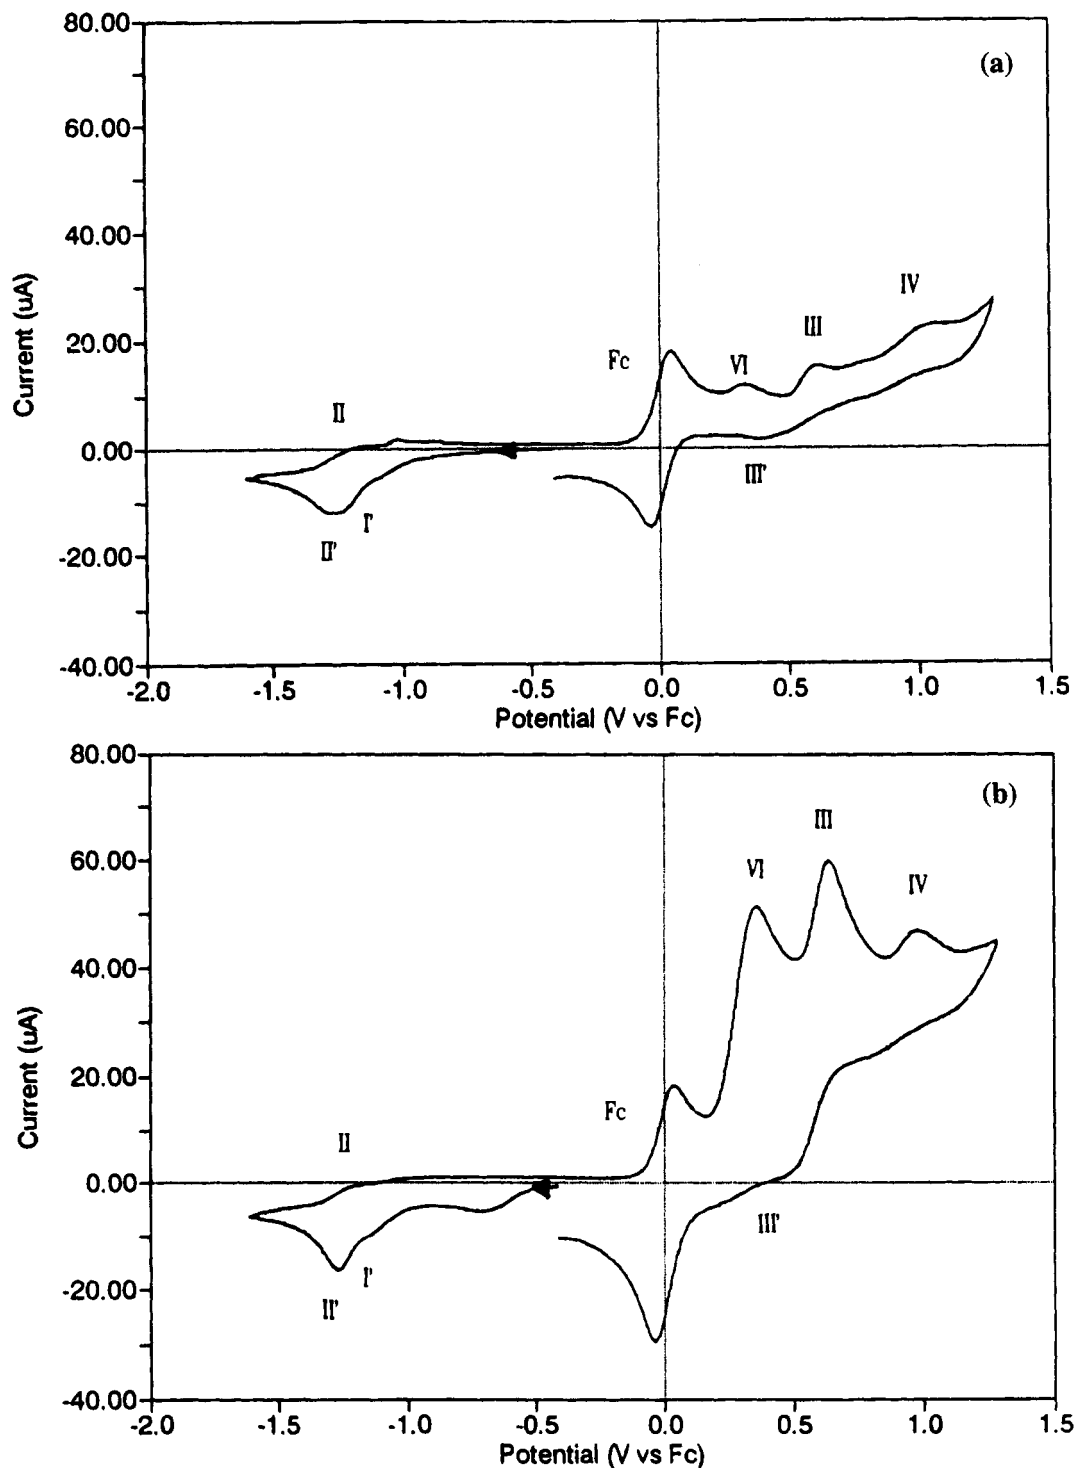 80.00
(a)
60.00
40.00
IV
III
20.00
Fc
VI
II
0.00
III'
I'
II'
-20.00
-40.00
-2.0 -1.5 -1.0 -0.5 0.0 0.5 1.0 1.5
Potential (V vs Fc)
Current (uA)
80.00
(b)
III
60.00
VI
IV
40.00
20.00
Fc
II
0.00
III'
I'
II'
-20.00
-40.00
-2.0 -1.5 -1.0 -0.5 0.0 0.5 1.0 1.5
Potential (V vs Fc)
Current (uA)